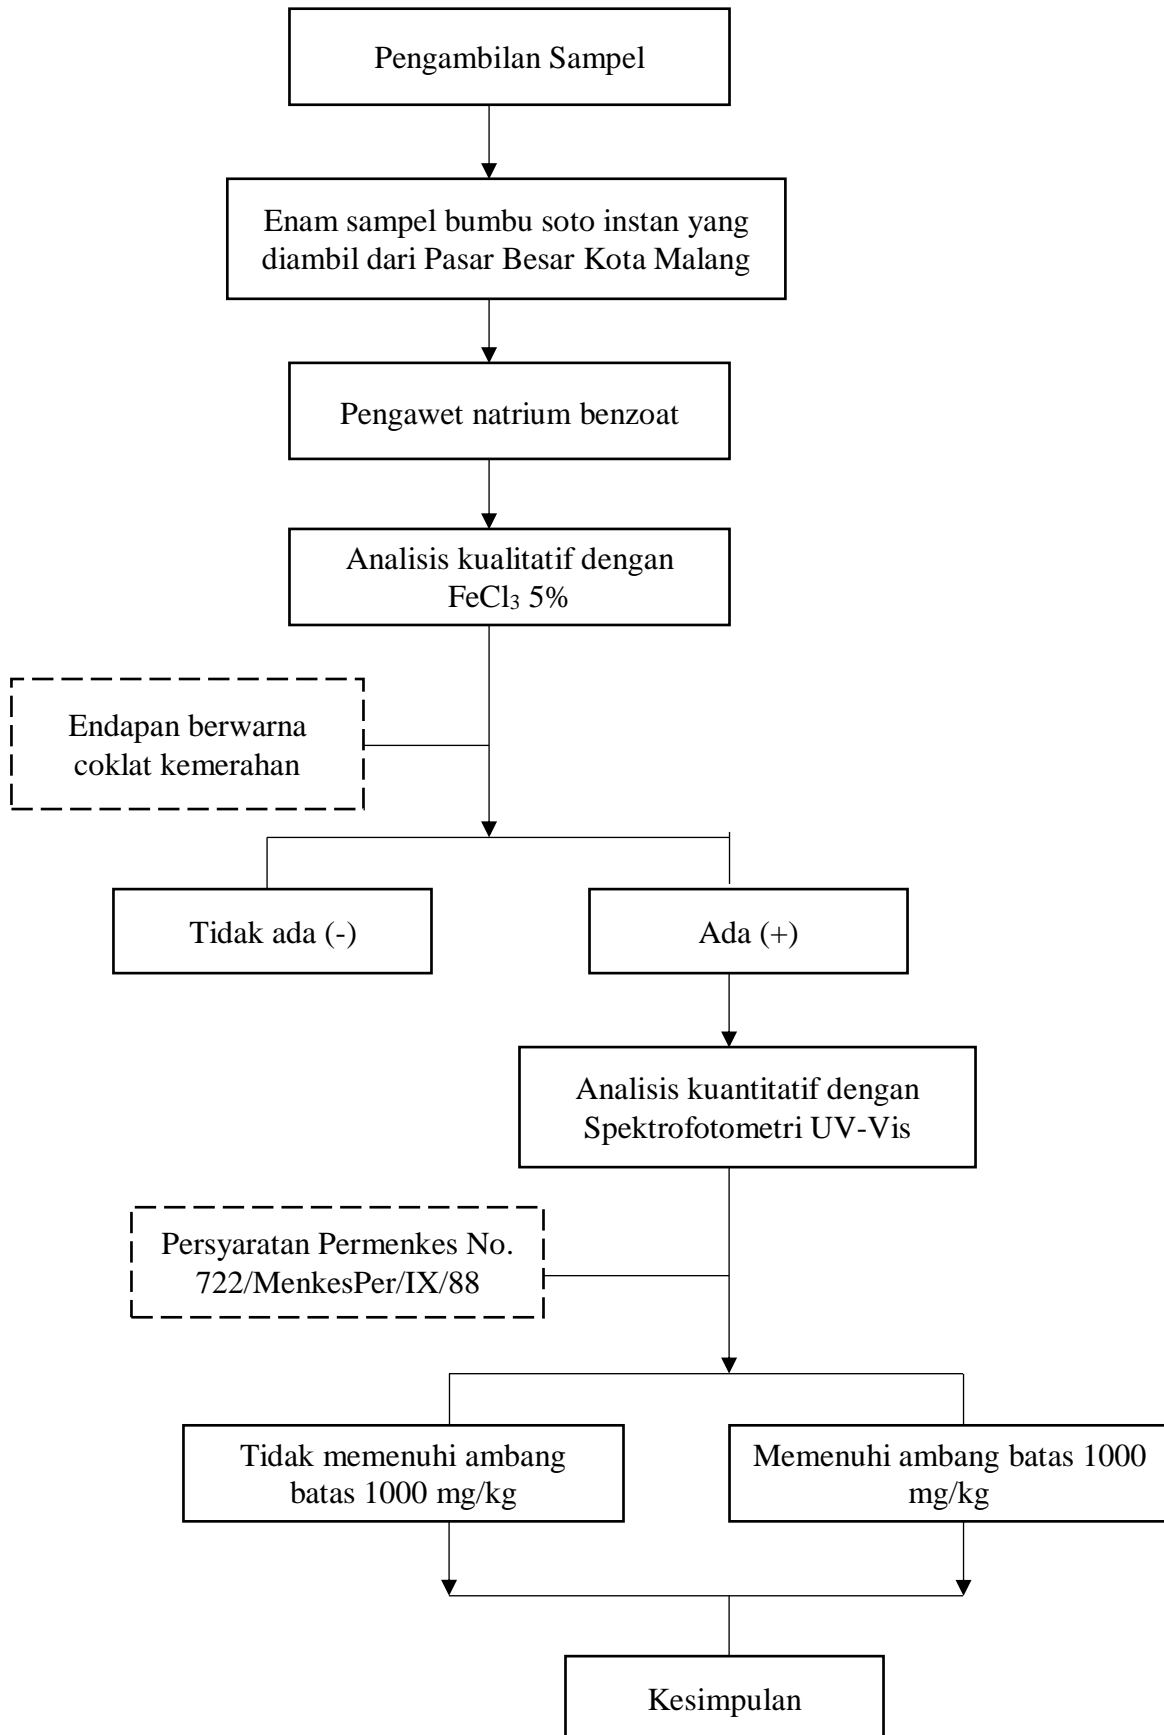 Pengambilan Sampel
Enam sampel bumbu soto instan yang
diambil dari Pasar Besar Kota Malang
Pengawet natrium benzoat
Analisis kualitatif dengan
FeCl₃ 5%
Endapan berwarna
coklat kemerahan
Tidak ada (-)
Ada (+)
Analisis kuantitatif dengan
Spektrofotometri UV-Vis
Persyaratan Permenkes No.
722/MenkesPer/IX/88
Tidak memenuhi ambang
batas 1000 mg/kg
Memenuhi ambang batas 1000
mg/kg
Kesimpulan